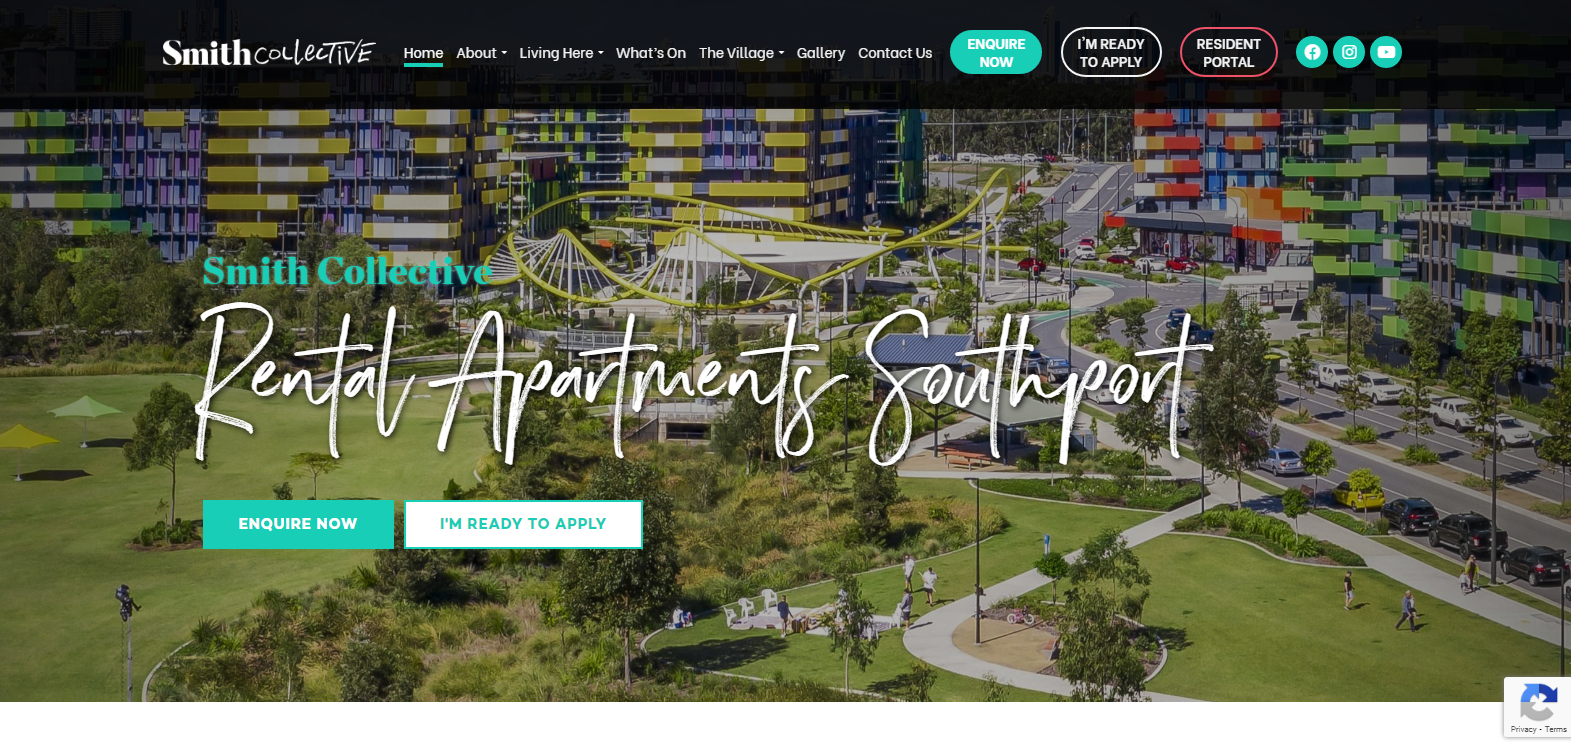 Smith COLLECTIVE
Home About Living Here What's On The Village Gallery Contact Us
ENQUIRE
NOW
I'M READY
TO APPLY
RESIDENT
PORTAL
Smith Collective
Rental Apartments Southport
ENQUIRE NOW
I'M READY TO APPLY
Privacy - Terms